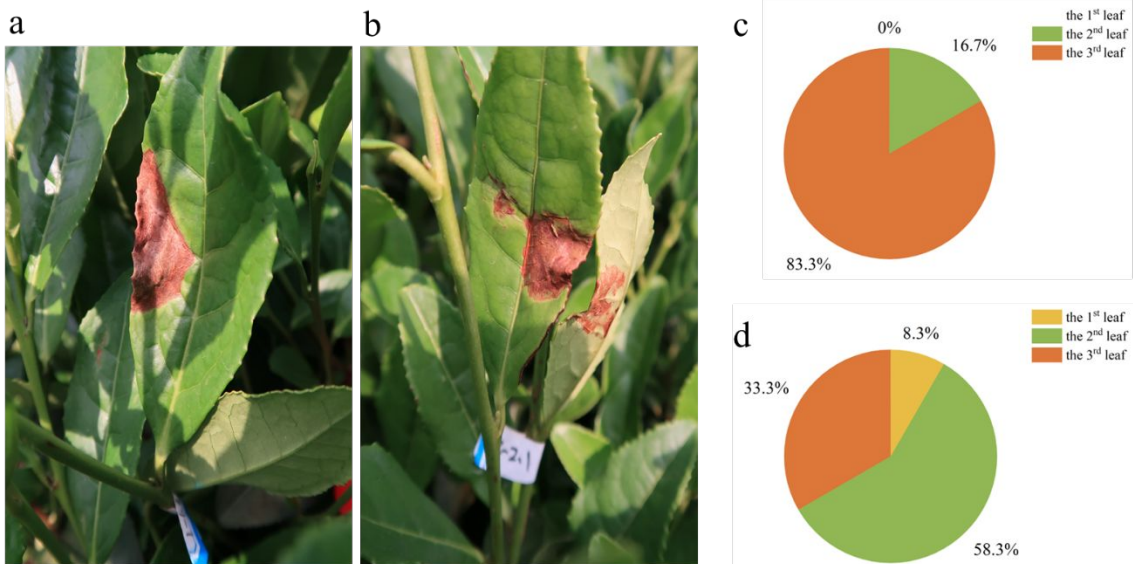 a
b
c
the 1st leaf
the 2nd leaf
the 3rd leaf
0%
16.7%
83.3%
d
the 1st leaf
the 2nd leaf
the 3rd leaf
8.3%
33.3%
58.3%
-2.1